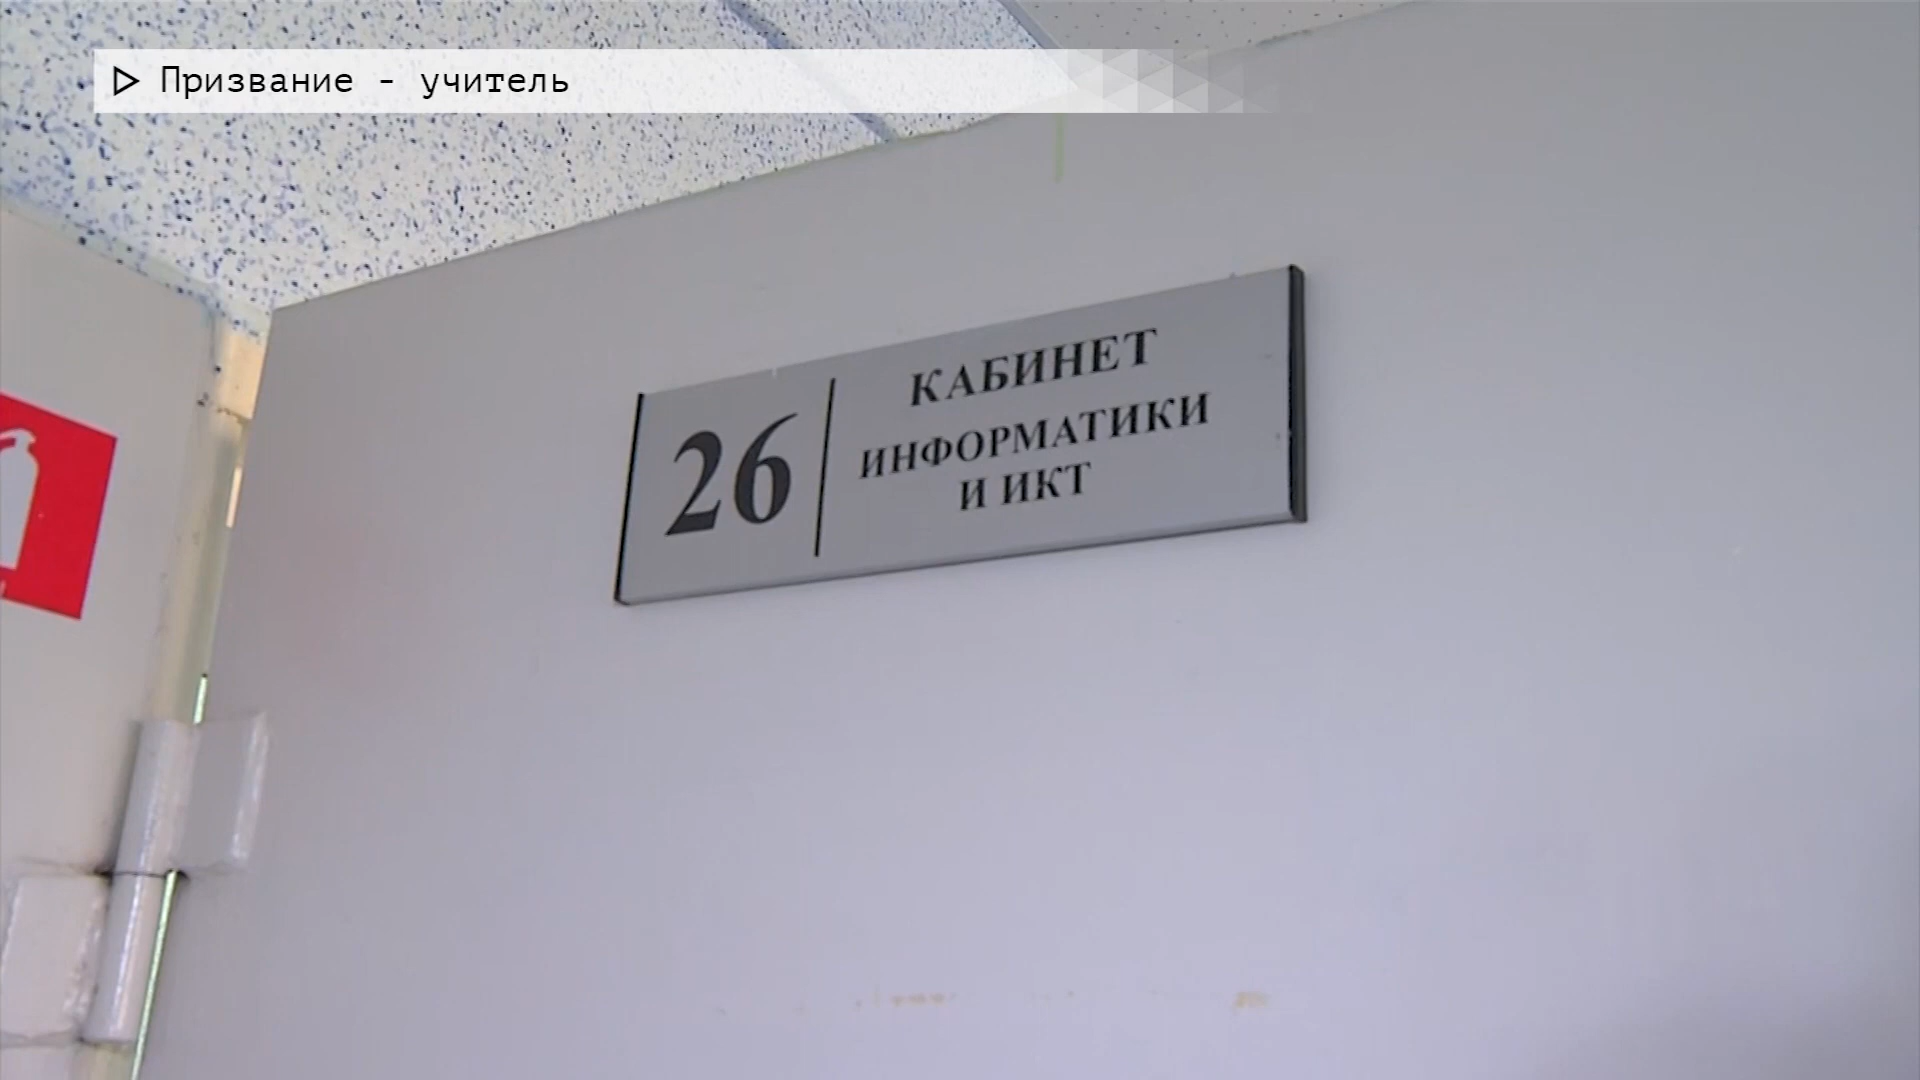 Призвание - учитель
26
КАБИНЕТ
ИНФОРМАТИКИ
И ИКТ